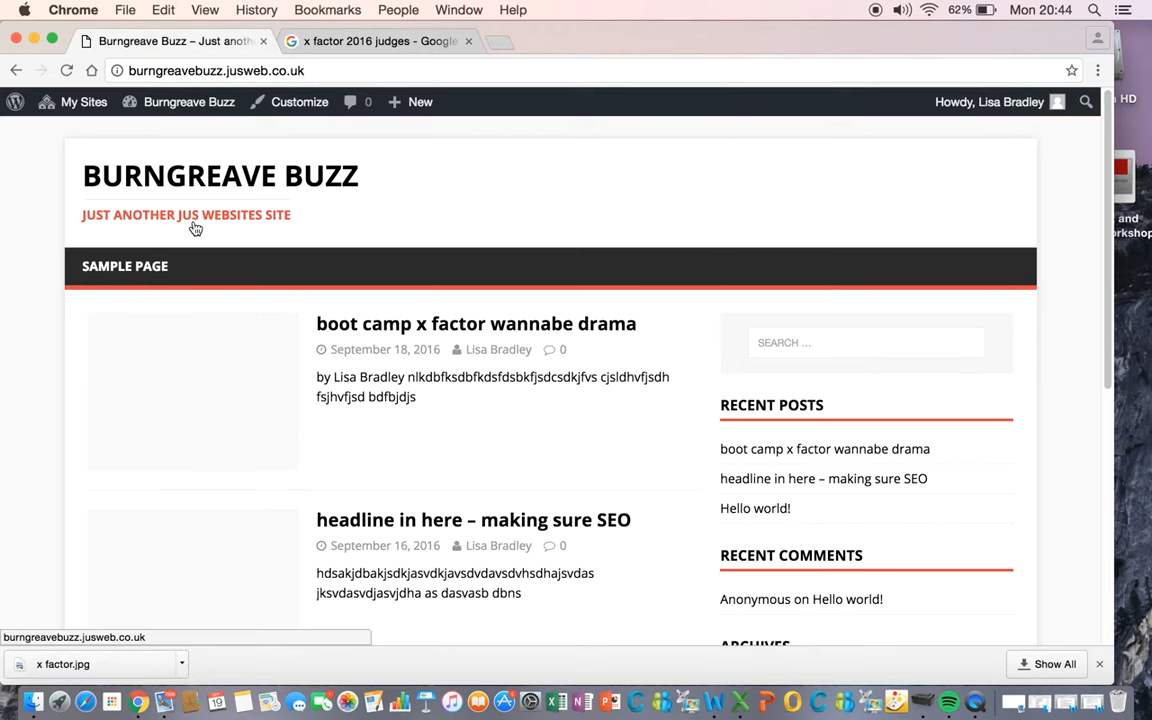 Chrome File Edit View History Bookmarks People Window Help 62% Mon 20:44
Burngreave Buzz – Just anoth
x factor 2016 judges - Google
burngreavebuzz.jusweb.co.uk
My Sites Burngreave Buzz Customize 0 New Howdy, Lisa Bradley
HD
BURNGREAVE BUZZ
JUST ANOTHER JUS WEBSITES SITE
and
orkshop
SAMPLE PAGE
boot camp x factor wannabe drama
September 18, 2016 Lisa Bradley 0
by Lisa Bradley nlkdbfksdbfkdsfdsbkfjsdcsdkjfvs cjsldhvfjsdh
fsjhvfjsd bdfbjdjs
headline in here – making sure SEO
September 16, 2016 Lisa Bradley 0
hdsakjdbakjsdkjasvdkjavsdvdavsdvhsdhajsvdas
jksvdasvdjasvjdha as dasvasb dbns
SEARCH ...
RECENT POSTS
boot camp x factor wannabe drama
headline in here – making sure SEO
Hello world!
RECENT COMMENTS
Anonymous on Hello world!
ARCHIVES
burngreavebuzz.jusweb.co.uk
x factor.jpg
Show All